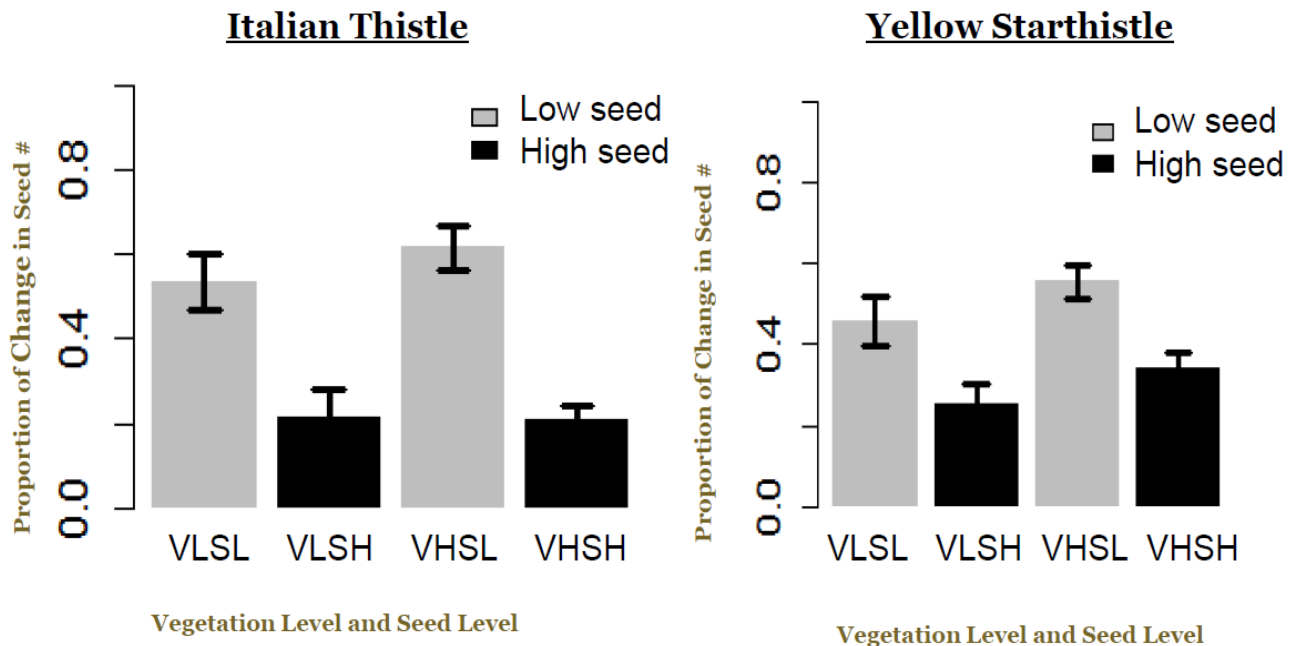 Italian Thistle
Proportion of Change in Seed #
0.0
0.4
0.8
Low seed
High seed
VLSL VLSH VHSL VHSH
Vegetation Level and Seed Level
Yellow Starthistle
Proportion of Change in Seed #
0.0
0.4
0.8
Low seed
High seed
VLSL VLSH VHSL VHSH
Vegetation Level and Seed Level